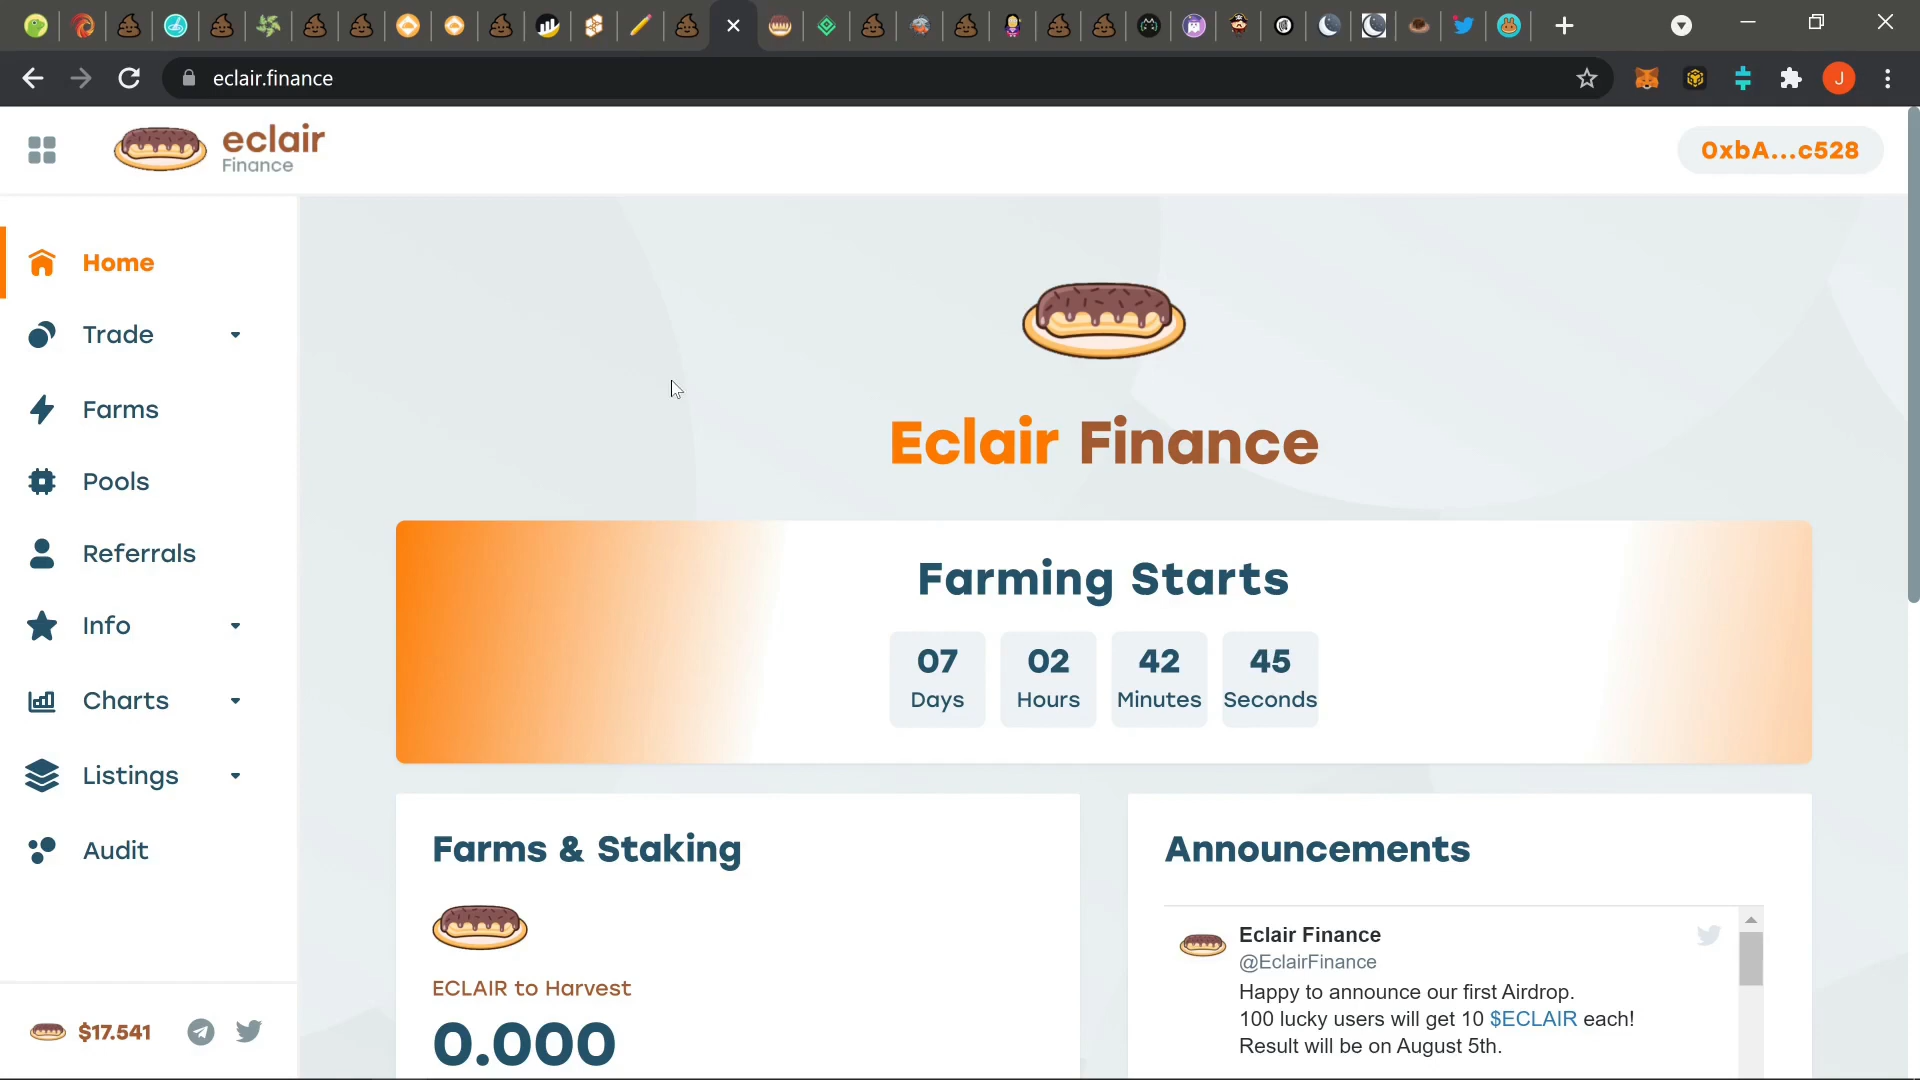 eclair.finance
J
eclair
Finance
0xbA...c528
Home
Trade
Farms
Pools
Referrals
Info
Charts
Listings
Audit
$17.541
Eclair Finance
Farming Starts
07
Days
02
Hours
42
Minutes
45
Seconds
Farms & Staking
ECLAIR to Harvest
0.000
Announcements
Eclair Finance
@EclairFinance
Happy to announce our first Airdrop.
100 lucky users will get 10 $ECLAIR each!
Result will be on August 5th.